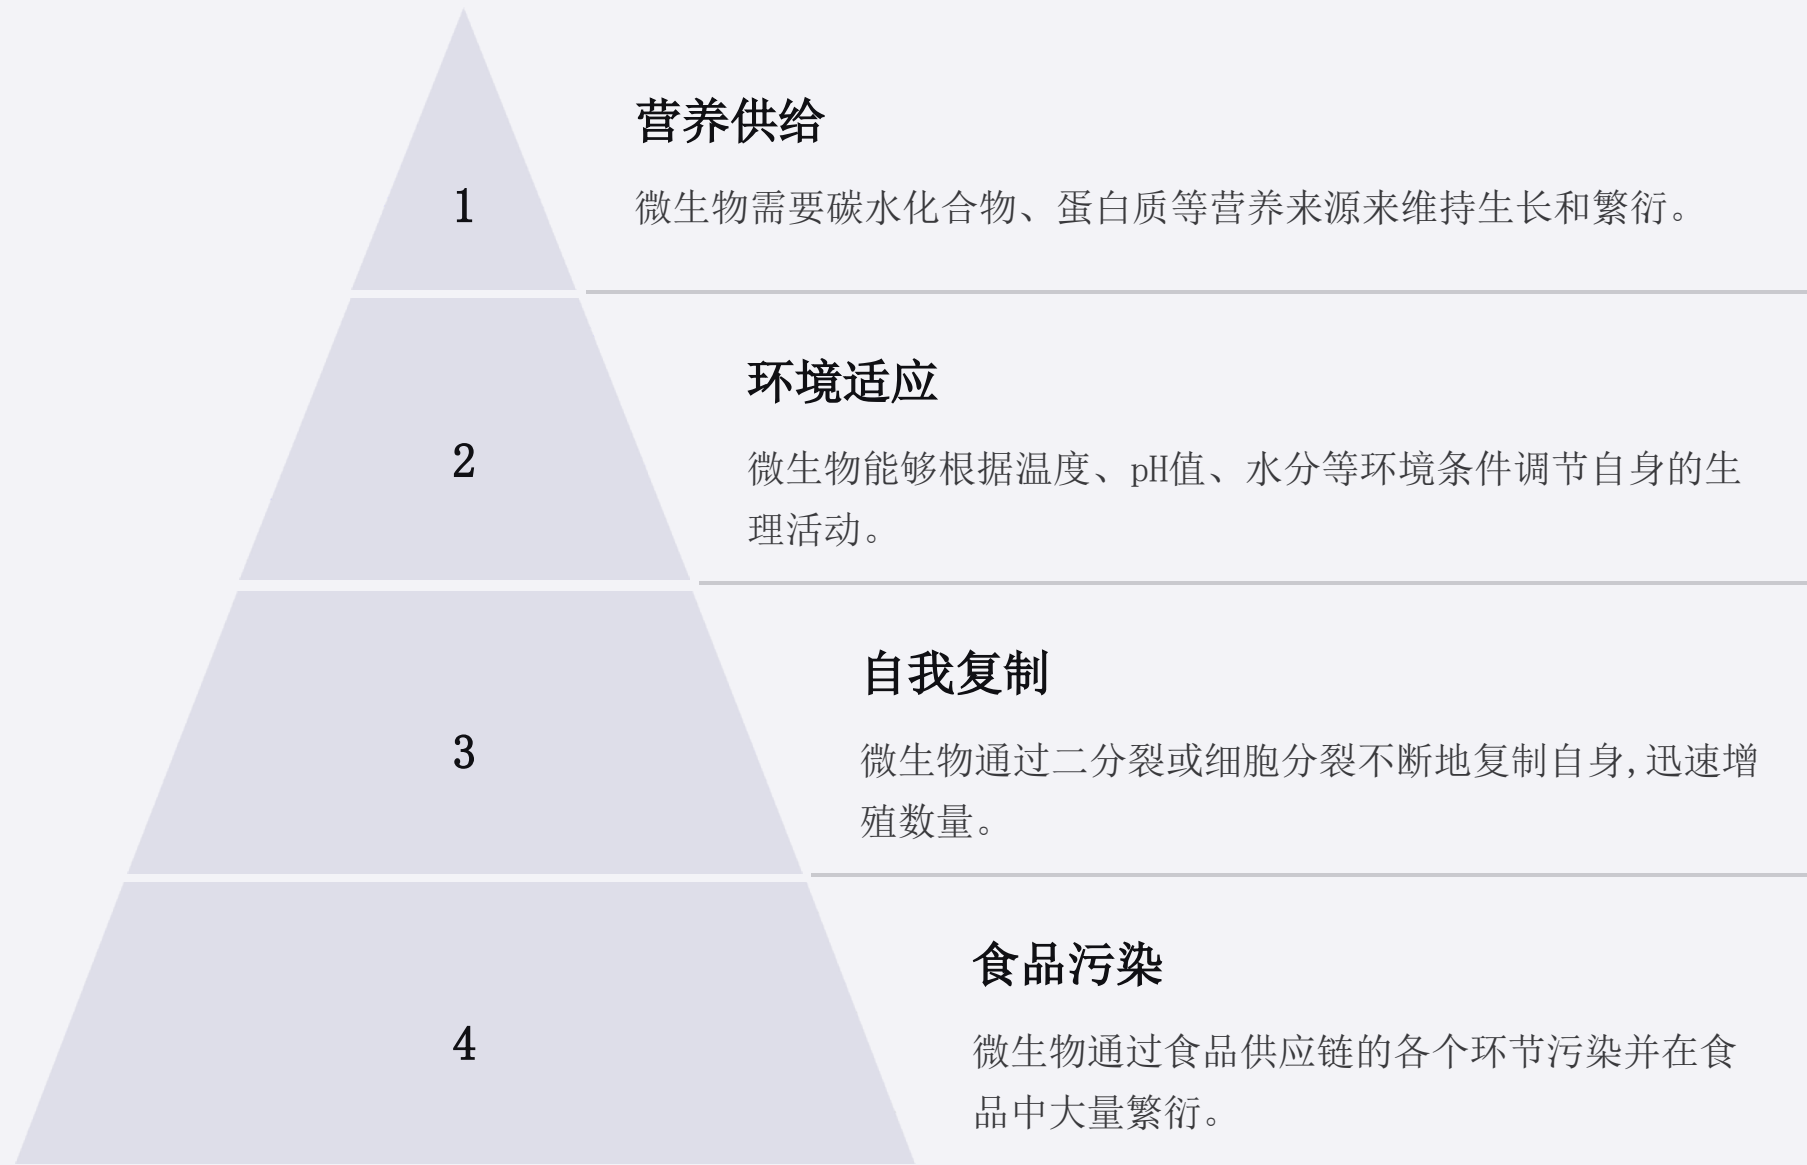 营养供给
1
微生物需要碳水化合物、蛋白质等营养来源来维持生长和繁衍。
环境适应
2
微生物能够根据温度、pH值、水分等环境条件调节自身的生
理活动。
自我复制
3
微生物通过二分裂或细胞分裂不断地复制自身,迅速增
殖数量。
食品污染
4
微生物通过食品供应链的各个环节污染并在食
品中大量繁衍。